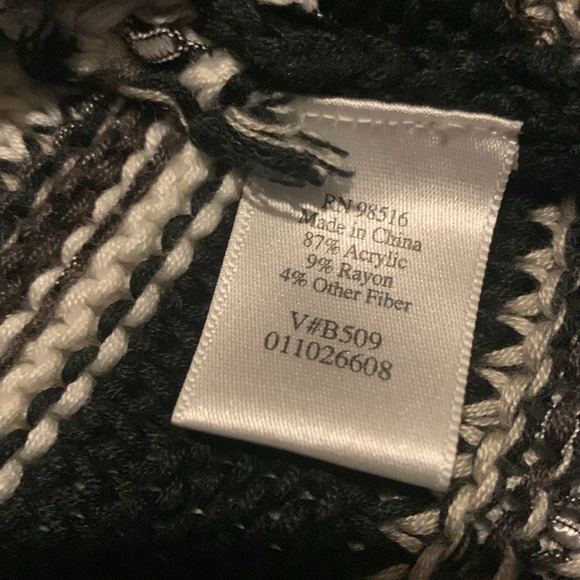 RN 98516
Made in China
87% Acrylic
9% Rayon
4% Other Fiber
V#B509
011026608